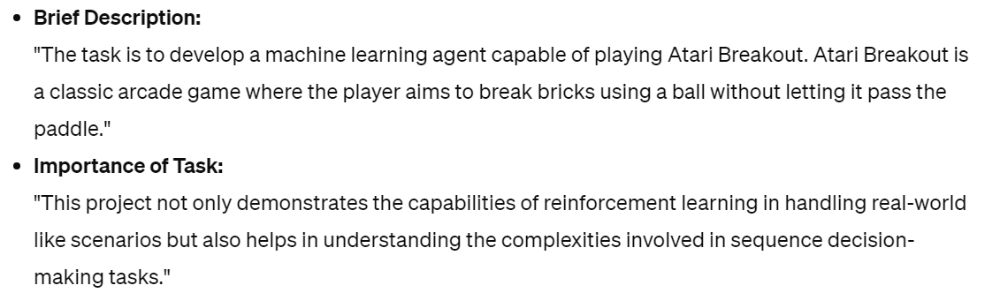 • Brief Description:
"The task is to develop a machine learning agent capable of playing Atari Breakout. Atari Breakout is
a classic arcade game where the player aims to break bricks using a ball without letting it pass the
paddle."
• Importance of Task:
"This project not only demonstrates the capabilities of reinforcement learning in handling real-world
like scenarios but also helps in understanding the complexities involved in sequence decision-
making tasks."